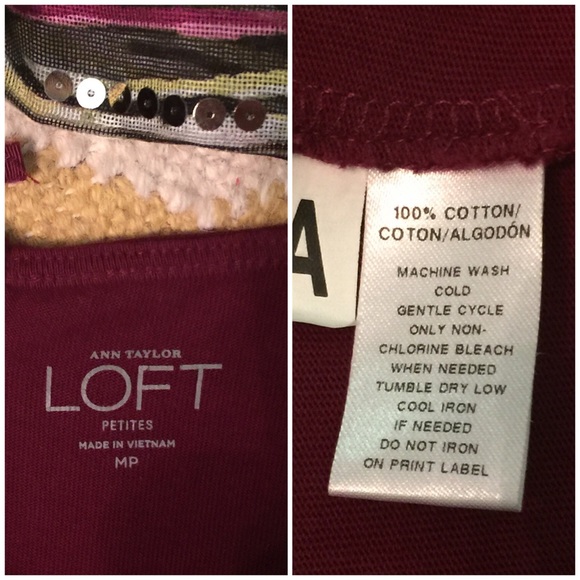 ANN TAYLOR
LOFT
PETITES
MADE IN VIETNAM
MP
A
100% COTTON/
COTON/ALGODÓN
MACHINE WASH
COLD
GENTLE CYCLE
ONLY NON-
CHLORINE BLEACH
WHEN NEEDED
TUMBLE DRY LOW
COOL IRON
IF NEEDED
DO NOT IRON
ON PRINT LABEL